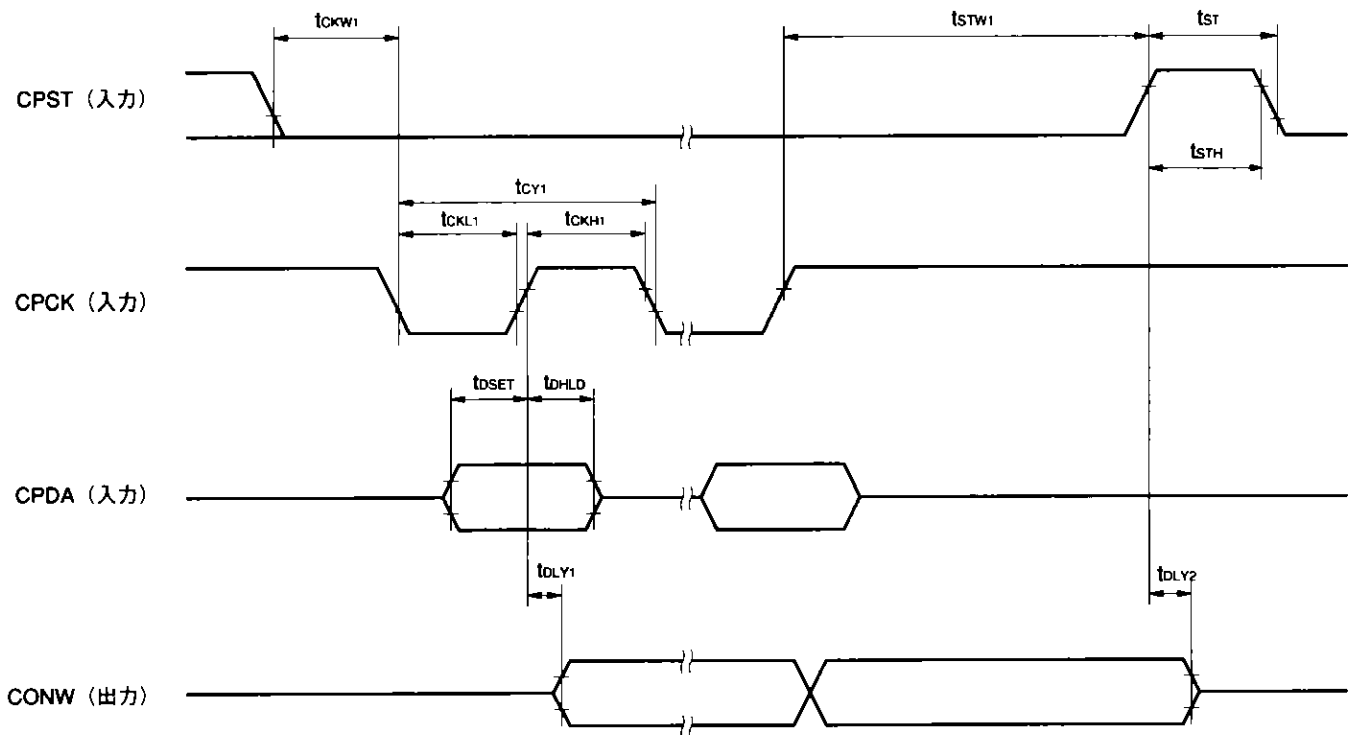 tCKW1
tSTW1
tST
CPST（入力）
tSTH
tCY1
tCKL1
tCKH1
CPCK（入力）
tDSET
tDHLD
CPDA（入力）
tDLY1
tDLY2
CONW（出力）